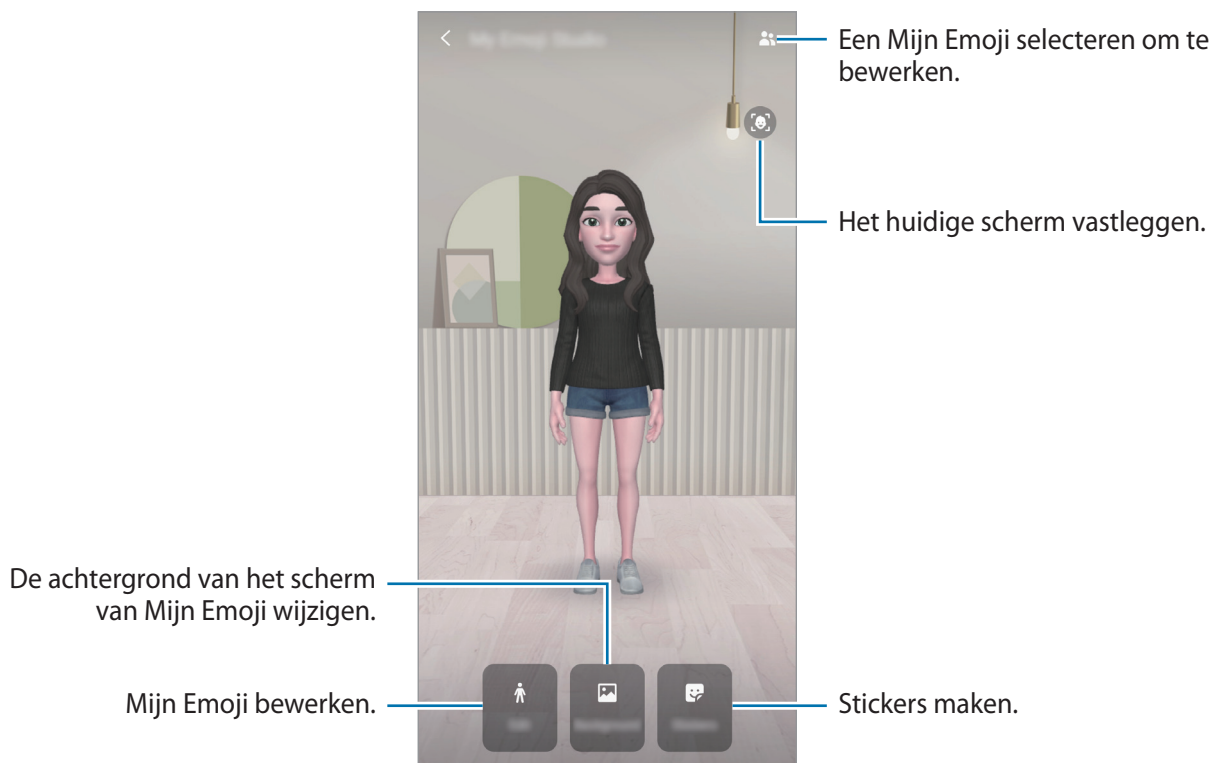 Een Mijn Emoji selecteren om te
bewerken.
Het huidige scherm vastleggen.
De achtergrond van het scherm
van Mijn Emoji wijzigen.
Mijn Emoji bewerken.
Stickers maken.